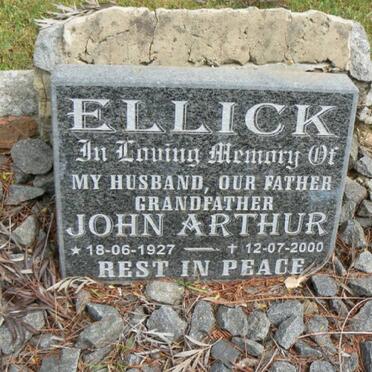 ELLICK
In Loving Memory Of
MY HUSBAND, OUR FATHER
GRANDFATHER
JOHN ARTHUR
★ 18-06-1927 — † 12-07-2000
REST IN PEACE